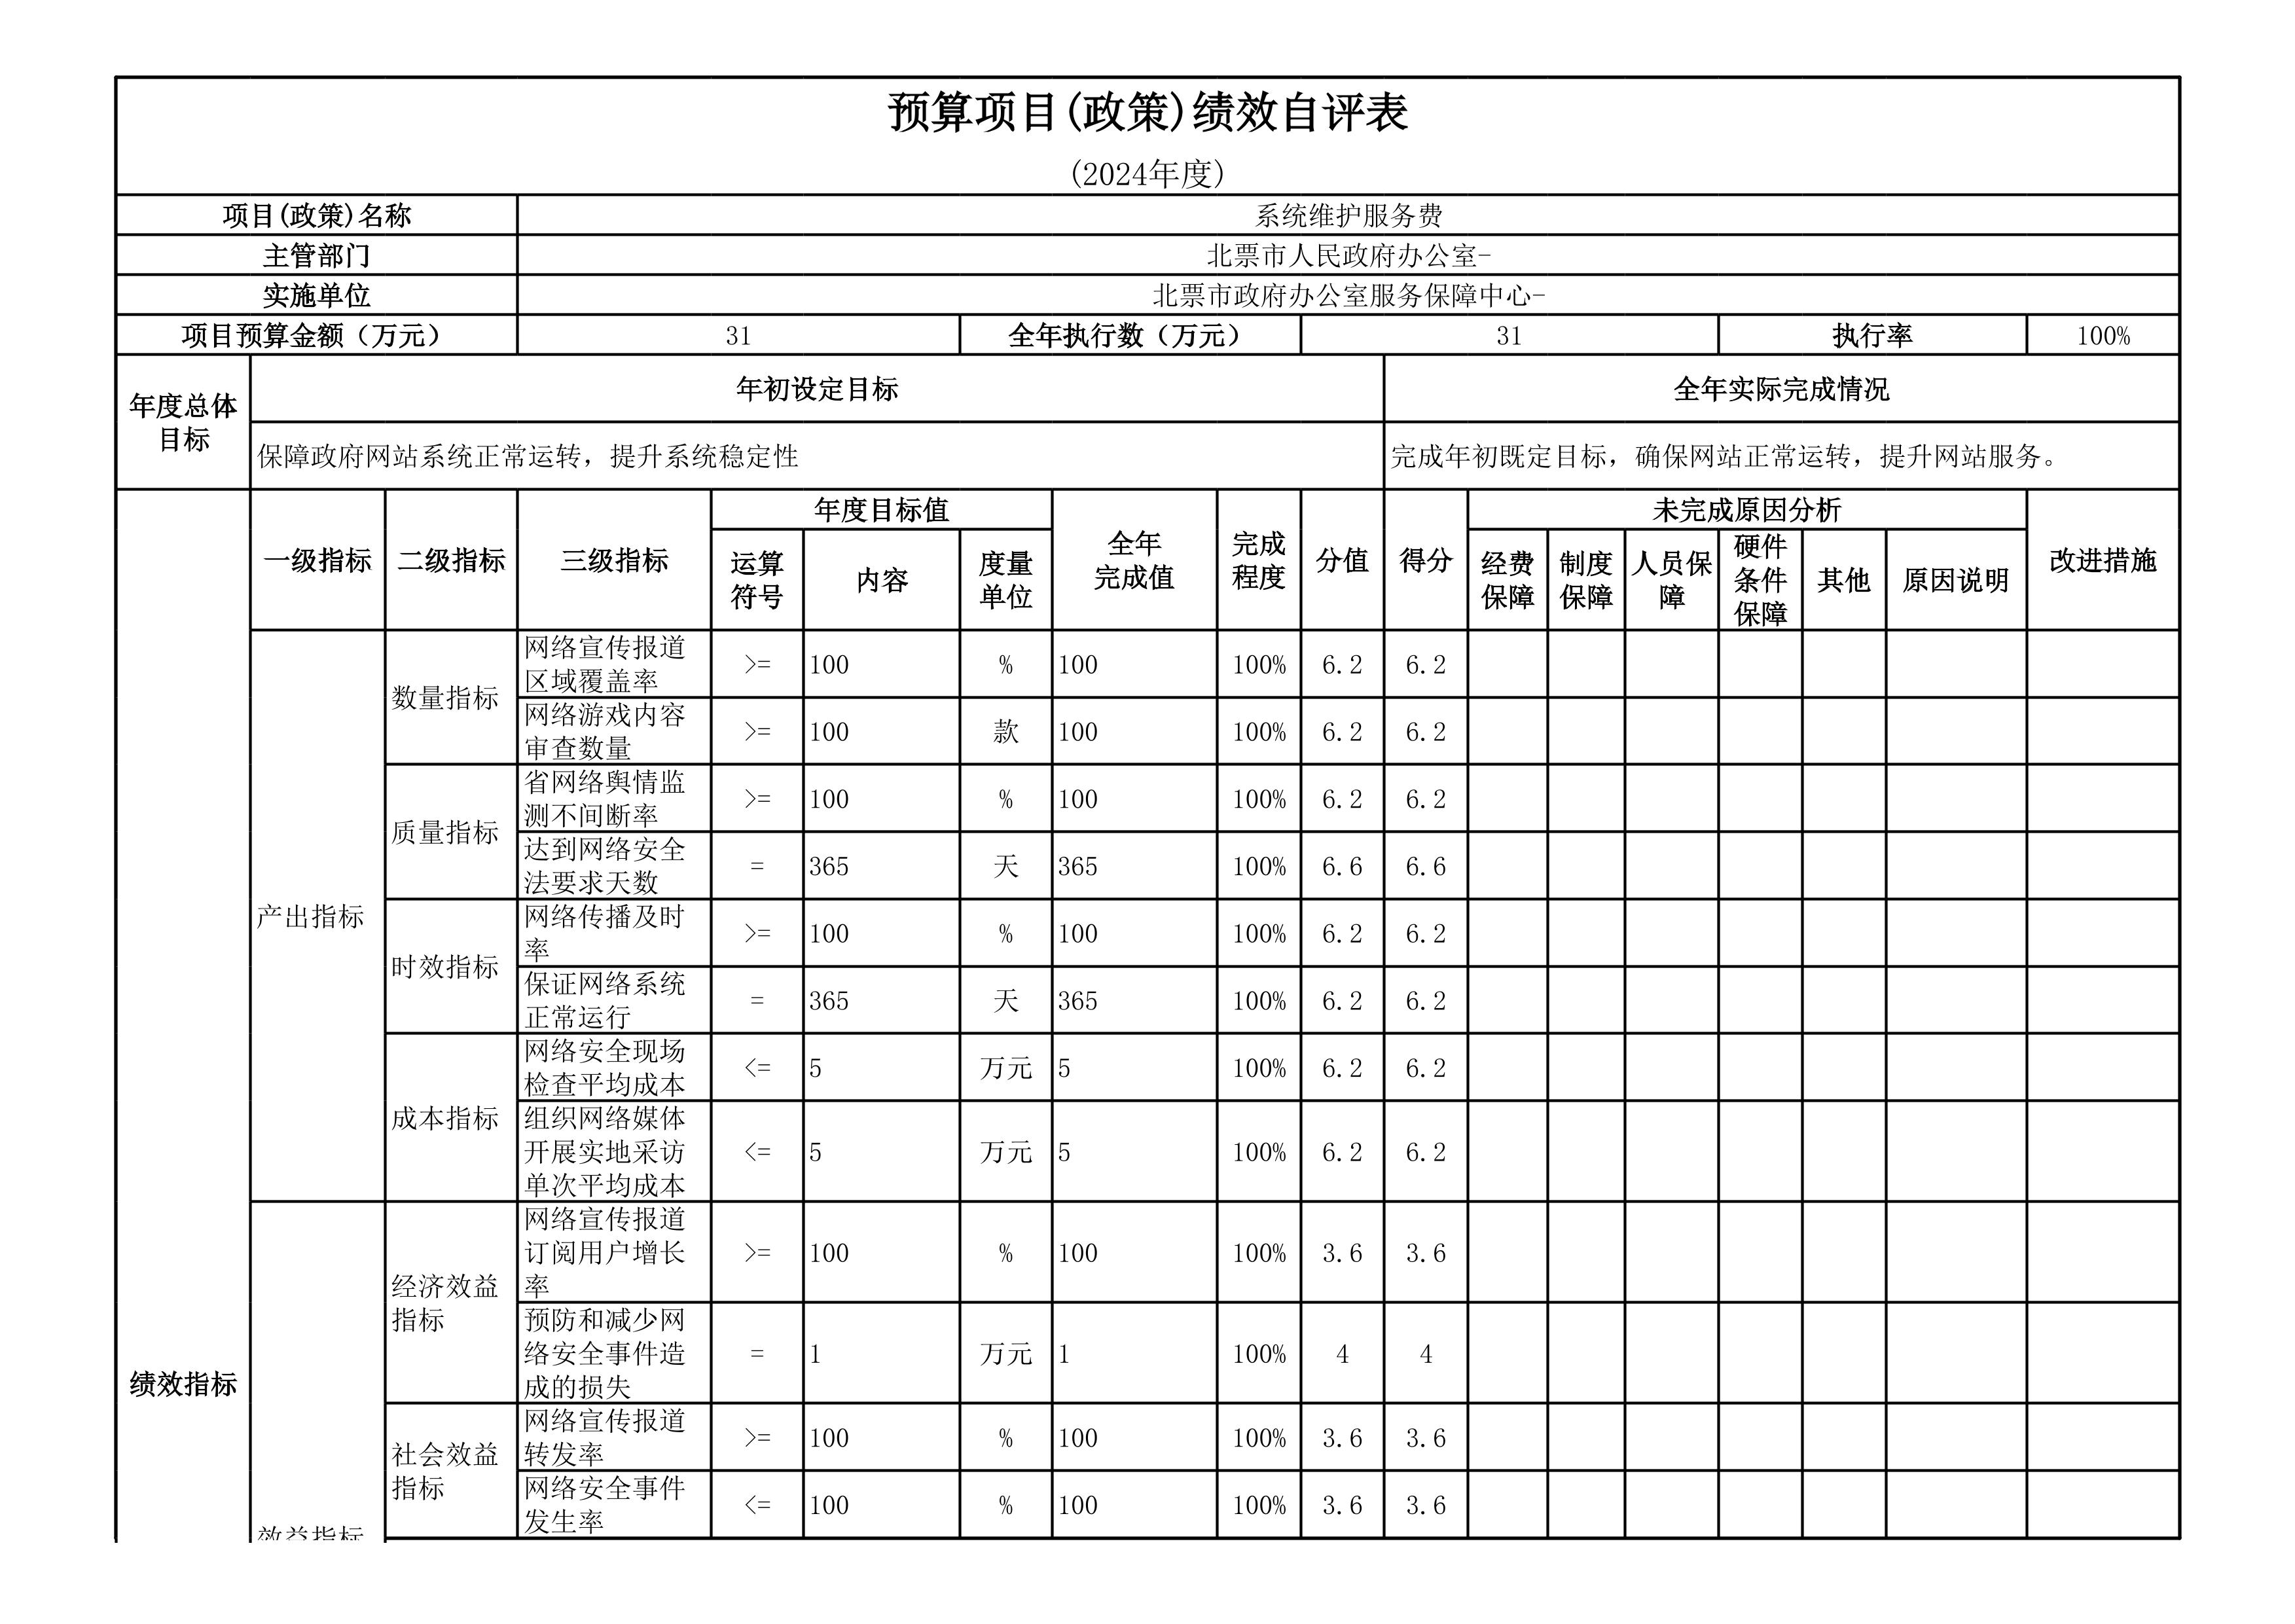 预算项目(政策)绩效自评表
(2024年度)
项目(政策)名称 系统维护服务费
主管部门 北票市人民政府办公室-
实施单位 北票市政府办公室服务保障中心-
项目预算金额（万元） 31 全年执行数（万元） 31 执行率 100%
年度总体
目标
年初设定目标 全年实际完成情况
保障政府网站系统正常运转，提升系统稳定性 完成年初既定目标，确保网站正常运转，提升网站服务。
绩效指标
一级指标 二级指标 三级指标 年度目标值 全年
完成值 完成
程度 分值 得分 未完成原因分析 改进措施
运算
符号 内容 度量
单位 经费
保障 制度
保障 人员保
障 硬件
条件
保障 其他 原因说明
产出指标
数量指标
网络宣传报道
区域覆盖率 >= 100 % 100 100% 6.2 6.2
网络游戏内容
审查数量 >= 100 款 100 100% 6.2 6.2
质量指标
省网络舆情监
测不间断率 >= 100 % 100 100% 6.2 6.2
达到网络安全
法要求天数 = 365 天 365 100% 6.6 6.6
时效指标
网络传播及时
率 >= 100 % 100 100% 6.2 6.2
保证网络系统
正常运行 = 365 天 365 100% 6.2 6.2
成本指标
网络安全现场
检查平均成本 <= 5 万元 5 100% 6.2 6.2
组织网络媒体
开展实地采访
单次平均成本 <= 5 万元 5 100% 6.2 6.2
效益指标
经济效益
指标
网络宣传报道
订阅用户增长
率 >= 100 % 100 100% 3.6 3.6
预防和减少网
络安全事件造
成的损失 = 1 万元 1 100% 4 4
社会效益
指标
网络宣传报道
转发率 >= 100 % 100 100% 3.6 3.6
网络安全事件
发生率 <= 100 % 100 100% 3.6 3.6